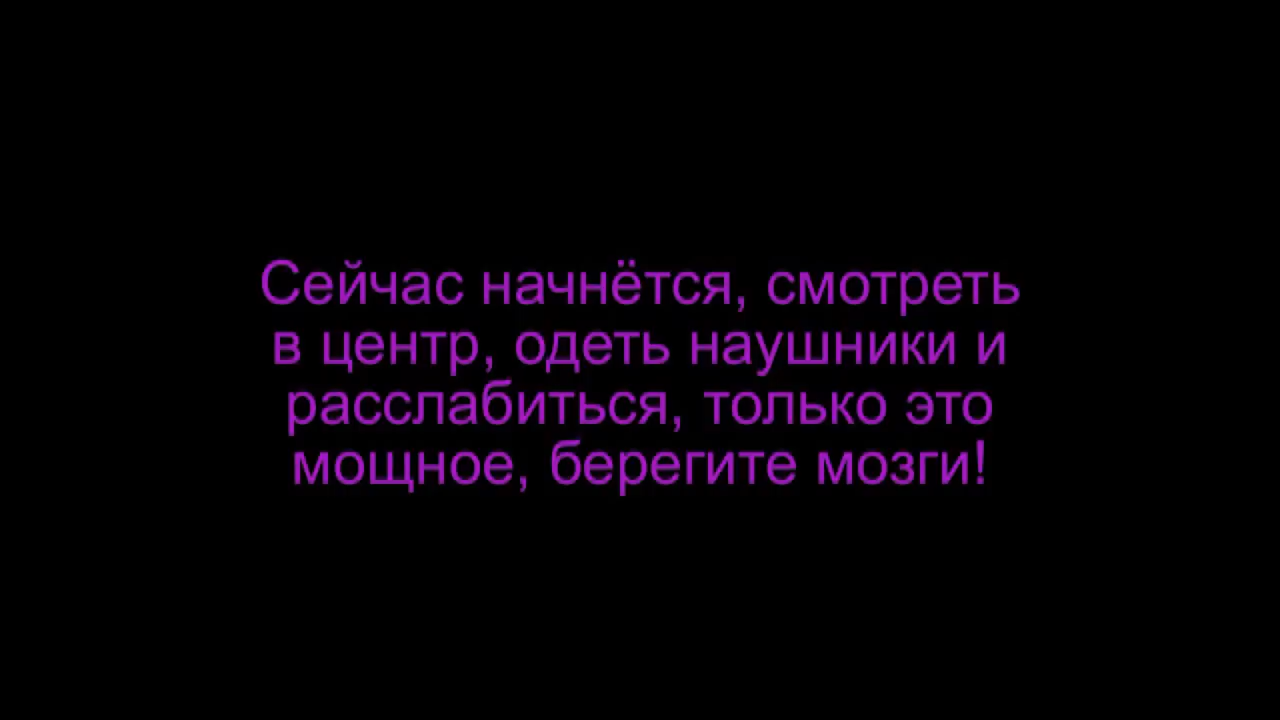 Сейчас начнётся, смотреть
в центр, одеть наушники и
расслабиться, только это
мощное, берегите мозги!